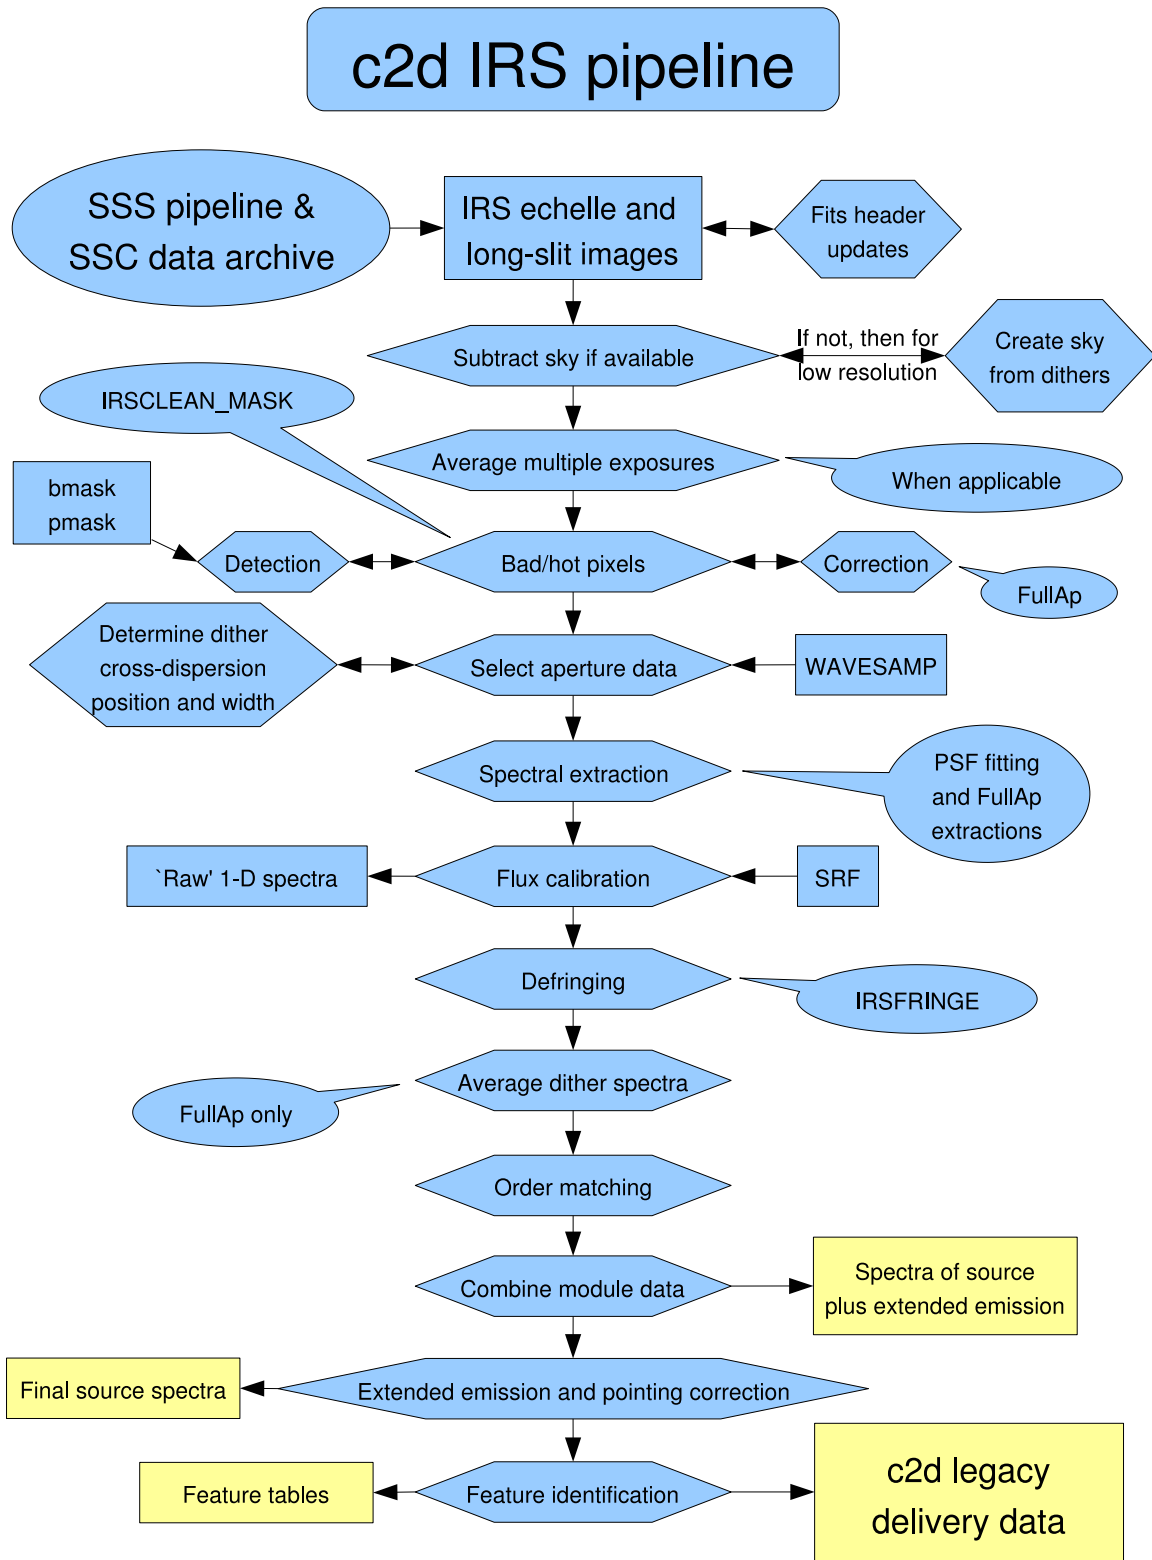 c2d IRS pipeline
SSS pipeline &
SSC data archive
IRS echelle and
long-slit images
Fits header
updates
Subtract sky if available
If not, then for
low resolution
Create sky
from dithers
IRSCLEAN_MASK
Average multiple exposures
When applicable
bmask
pmask
Detection
Bad/hot pixels
Correction
FullAp
Determine dither
cross-dispersion
position and width
Select aperture data
WAVESAMP
Spectral extraction
PSF fitting
and FullAp
extractions
`Raw' 1-D spectra
Flux calibration
SRF
Defringing
IRSFRINGE
Average dither spectra
FullAp only
Order matching
Combine module data
Spectra of source
plus extended emission
Final source spectra
Extended emission and pointing correction
Feature tables
Feature identification
c2d legacy
delivery data